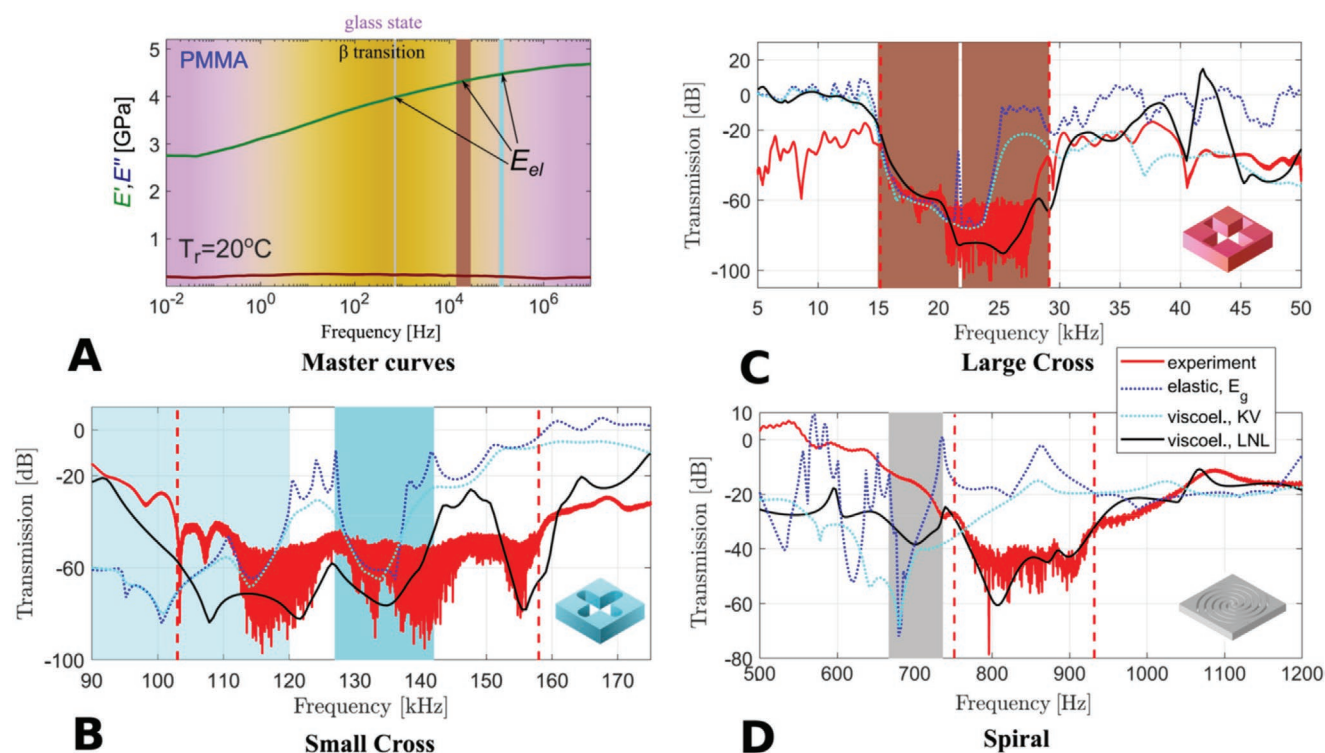 glass state
5
PMMA
β transition
4
3
2
1
E',E" [GPa]
E_el
T_r=20°C
10^-2
10^0
10^2
10^4
10^6
Frequency [Hz]
A
Master curves
20
0
-20
-60
-100
Transmission [dB]
5
10
15
21
25
30
35
40
45
50
Frequency [kHz]
C
Large Cross
experiment
elastic, E_g
viscoel., KV
viscoel., LNL
0
-20
-60
-100
Transmission [dB]
90
100
110
120
130
140
150
160
170
Frequency [kHz]
B
Small Cross
10
0
-20
-40
-60
-80
Transmission [dB]
500
600
700
800
900
1000
1100
1200
Frequency [Hz]
D
Spiral